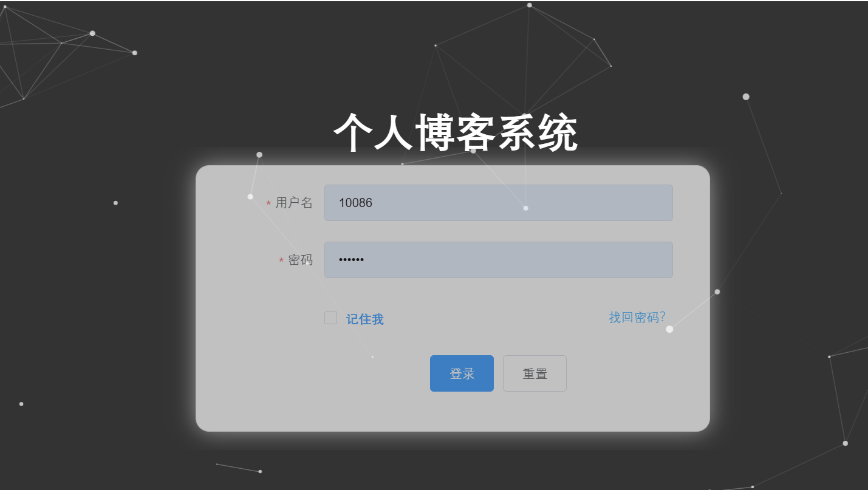 个人博客系统
* 用户名 10086
* 密码 ••••••
记住我 找回密码?
登录 重置